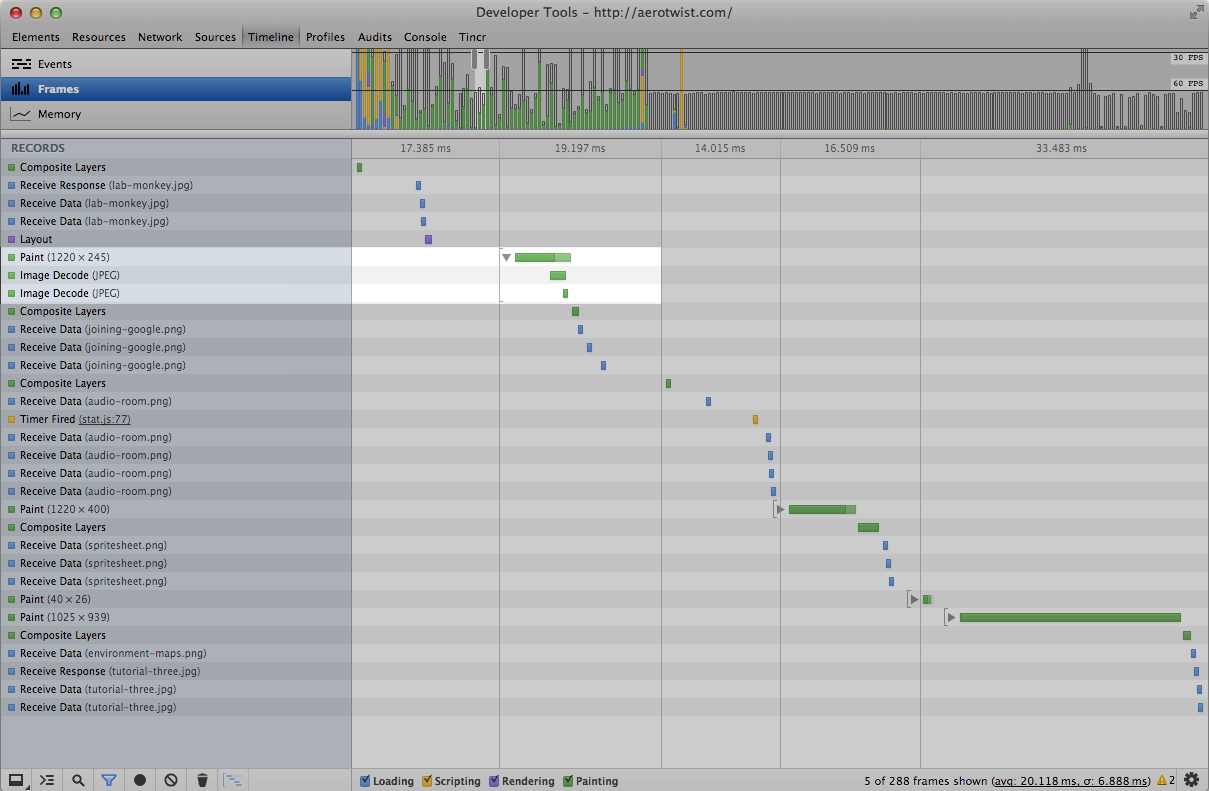 Developer Tools - http://aerotwist.com/
Elements Resources Network Sources Timeline Profiles Audits Console Tincr
Events
Frames
Memory
30 FPS
60 FPS
RECORDS 17.385 ms 19.197 ms 14.015 ms 16.509 ms 33.483 ms
Composite Layers
Receive Response (lab-monkey.jpg)
Receive Data (lab-monkey.jpg)
Receive Data (lab-monkey.jpg)
Layout
Paint (1220 × 245)
Image Decode (JPEG)
Image Decode (JPEG)
Composite Layers
Receive Data (joining-google.png)
Receive Data (joining-google.png)
Receive Data (joining-google.png)
Composite Layers
Receive Data (audio-room.png)
Timer Fired (stat.js:77)
Receive Data (audio-room.png)
Receive Data (audio-room.png)
Receive Data (audio-room.png)
Receive Data (audio-room.png)
Paint (1220 × 400)
Composite Layers
Receive Data (spritesheet.png)
Receive Data (spritesheet.png)
Receive Data (spritesheet.png)
Paint (40 × 26)
Paint (1025 × 939)
Composite Layers
Receive Data (environment-maps.png)
Receive Response (tutorial-three.jpg)
Receive Data (tutorial-three.jpg)
Receive Data (tutorial-three.jpg)
Loading Scripting Rendering Painting 5 of 288 frames shown (avg: 20.118 ms, σ: 6.888 ms) 2